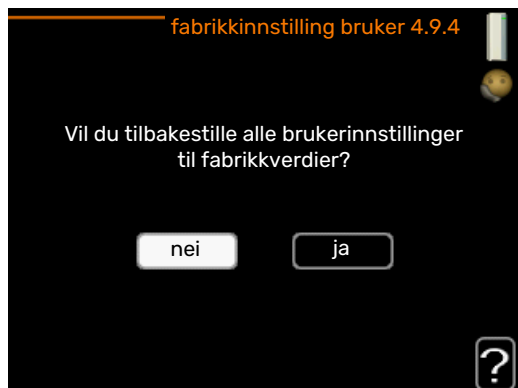 fabrikkinnstilling bruker 4.9.4
Vil du tilbakestille alle brukerinnstillinger
til fabrikkverdier?
nei
ja
?